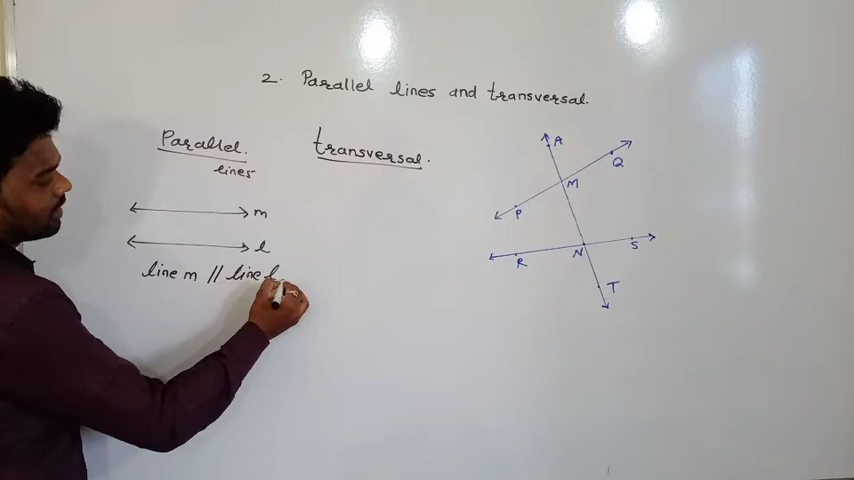 2. Parallel lines and transversal.
Parallel
lines
transversal.
m
l
line m // line l
A
Q
M
P
N
S
R
T